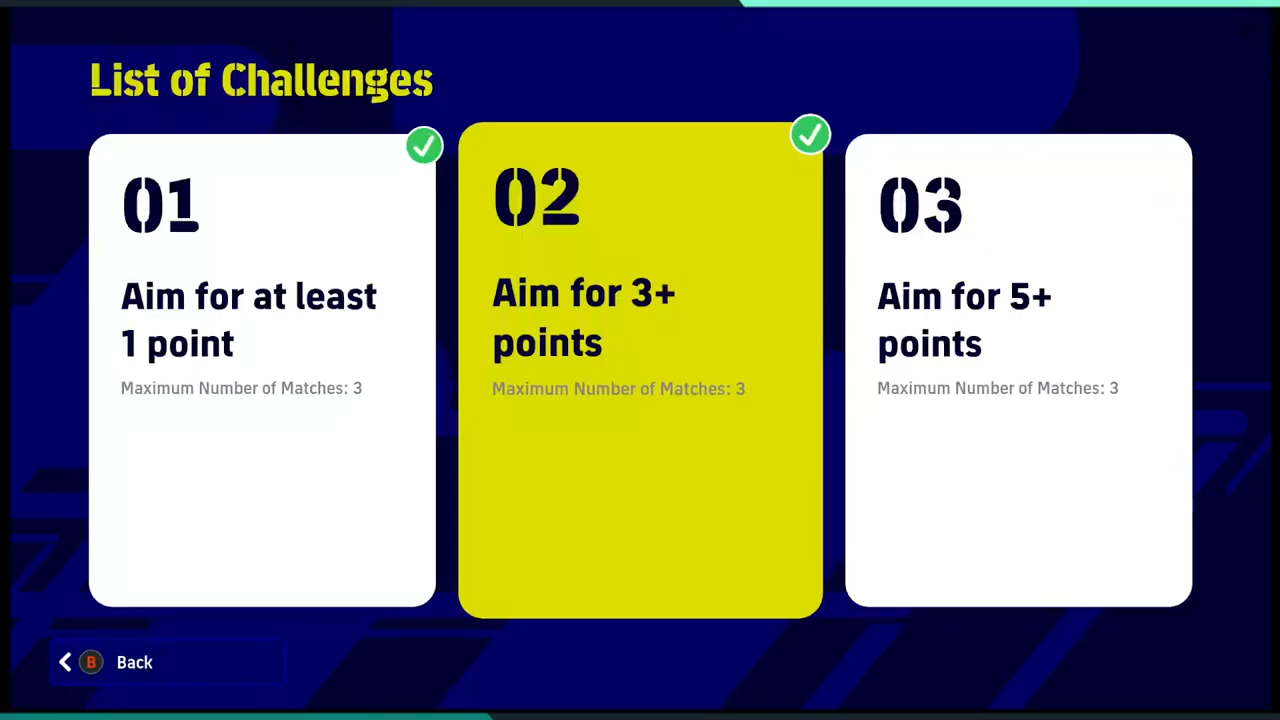 List of Challenges
01
Aim for at least
1 point
Maximum Number of Matches: 3
02
Aim for 3+
points
Maximum Number of Matches: 3
03
Aim for 5+
points
Maximum Number of Matches: 3
B Back